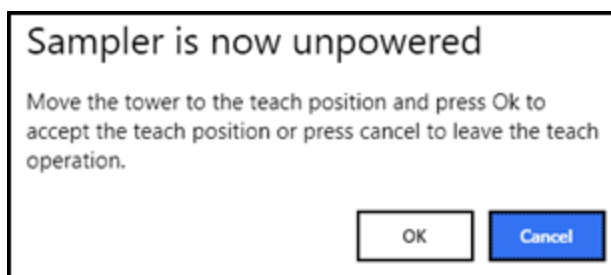 Sampler is now unpowered
Move the tower to the teach position and press Ok to
accept the teach position or press cancel to leave the teach
operation.
OK
Cancel